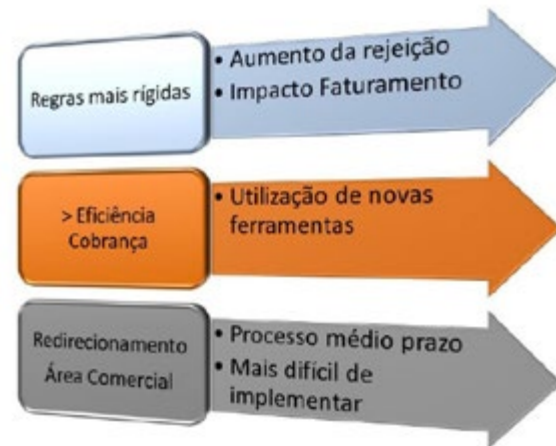 Regras mais rígidas
• Aumento da rejeição
• Impacto Faturamento
> Eficiência
Cobrança
• Utilização de novas
ferramentas
Redirecionamento
Área Comercial
• Processo médio prazo
• Mais difícil de
implementar